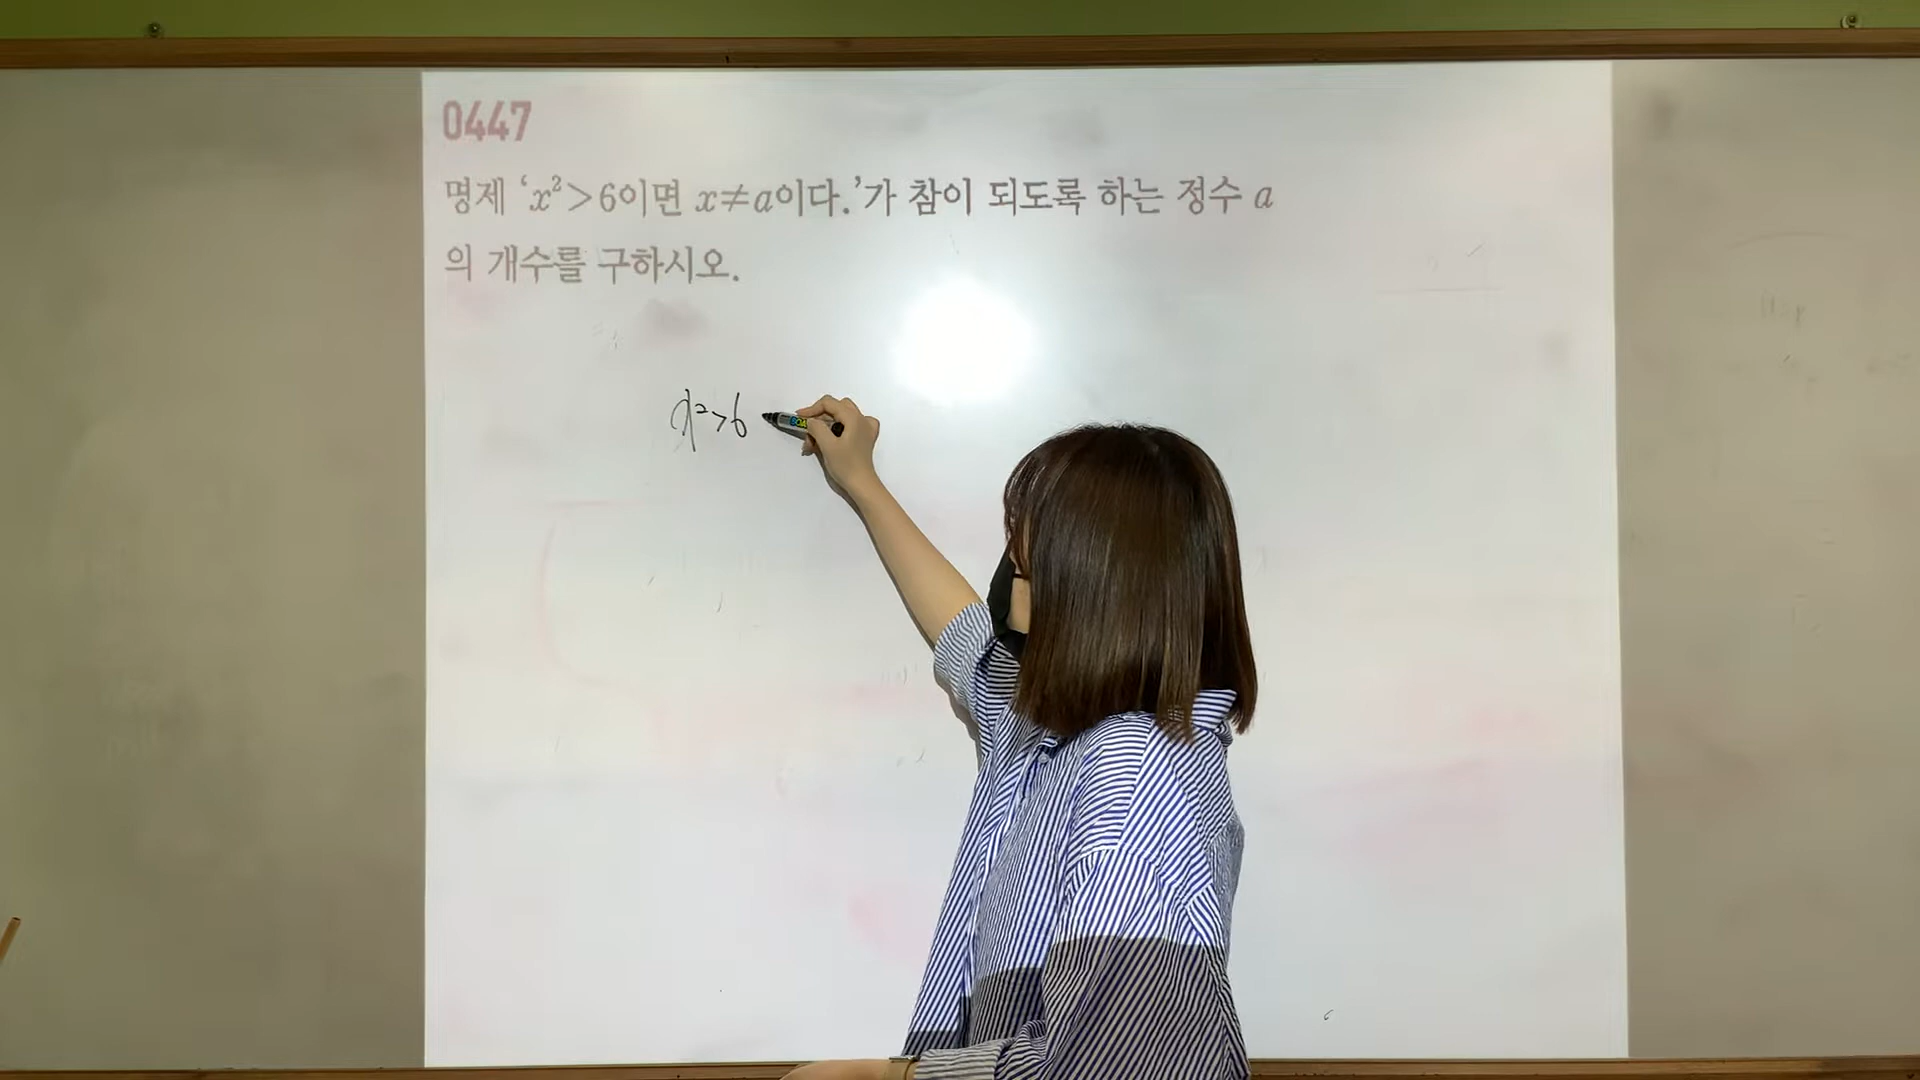 0447
명제 ‘x²>6이면 x≠a이다.’가 참이 되도록 하는 정수 a
의 개수를 구하시오.
x²>6